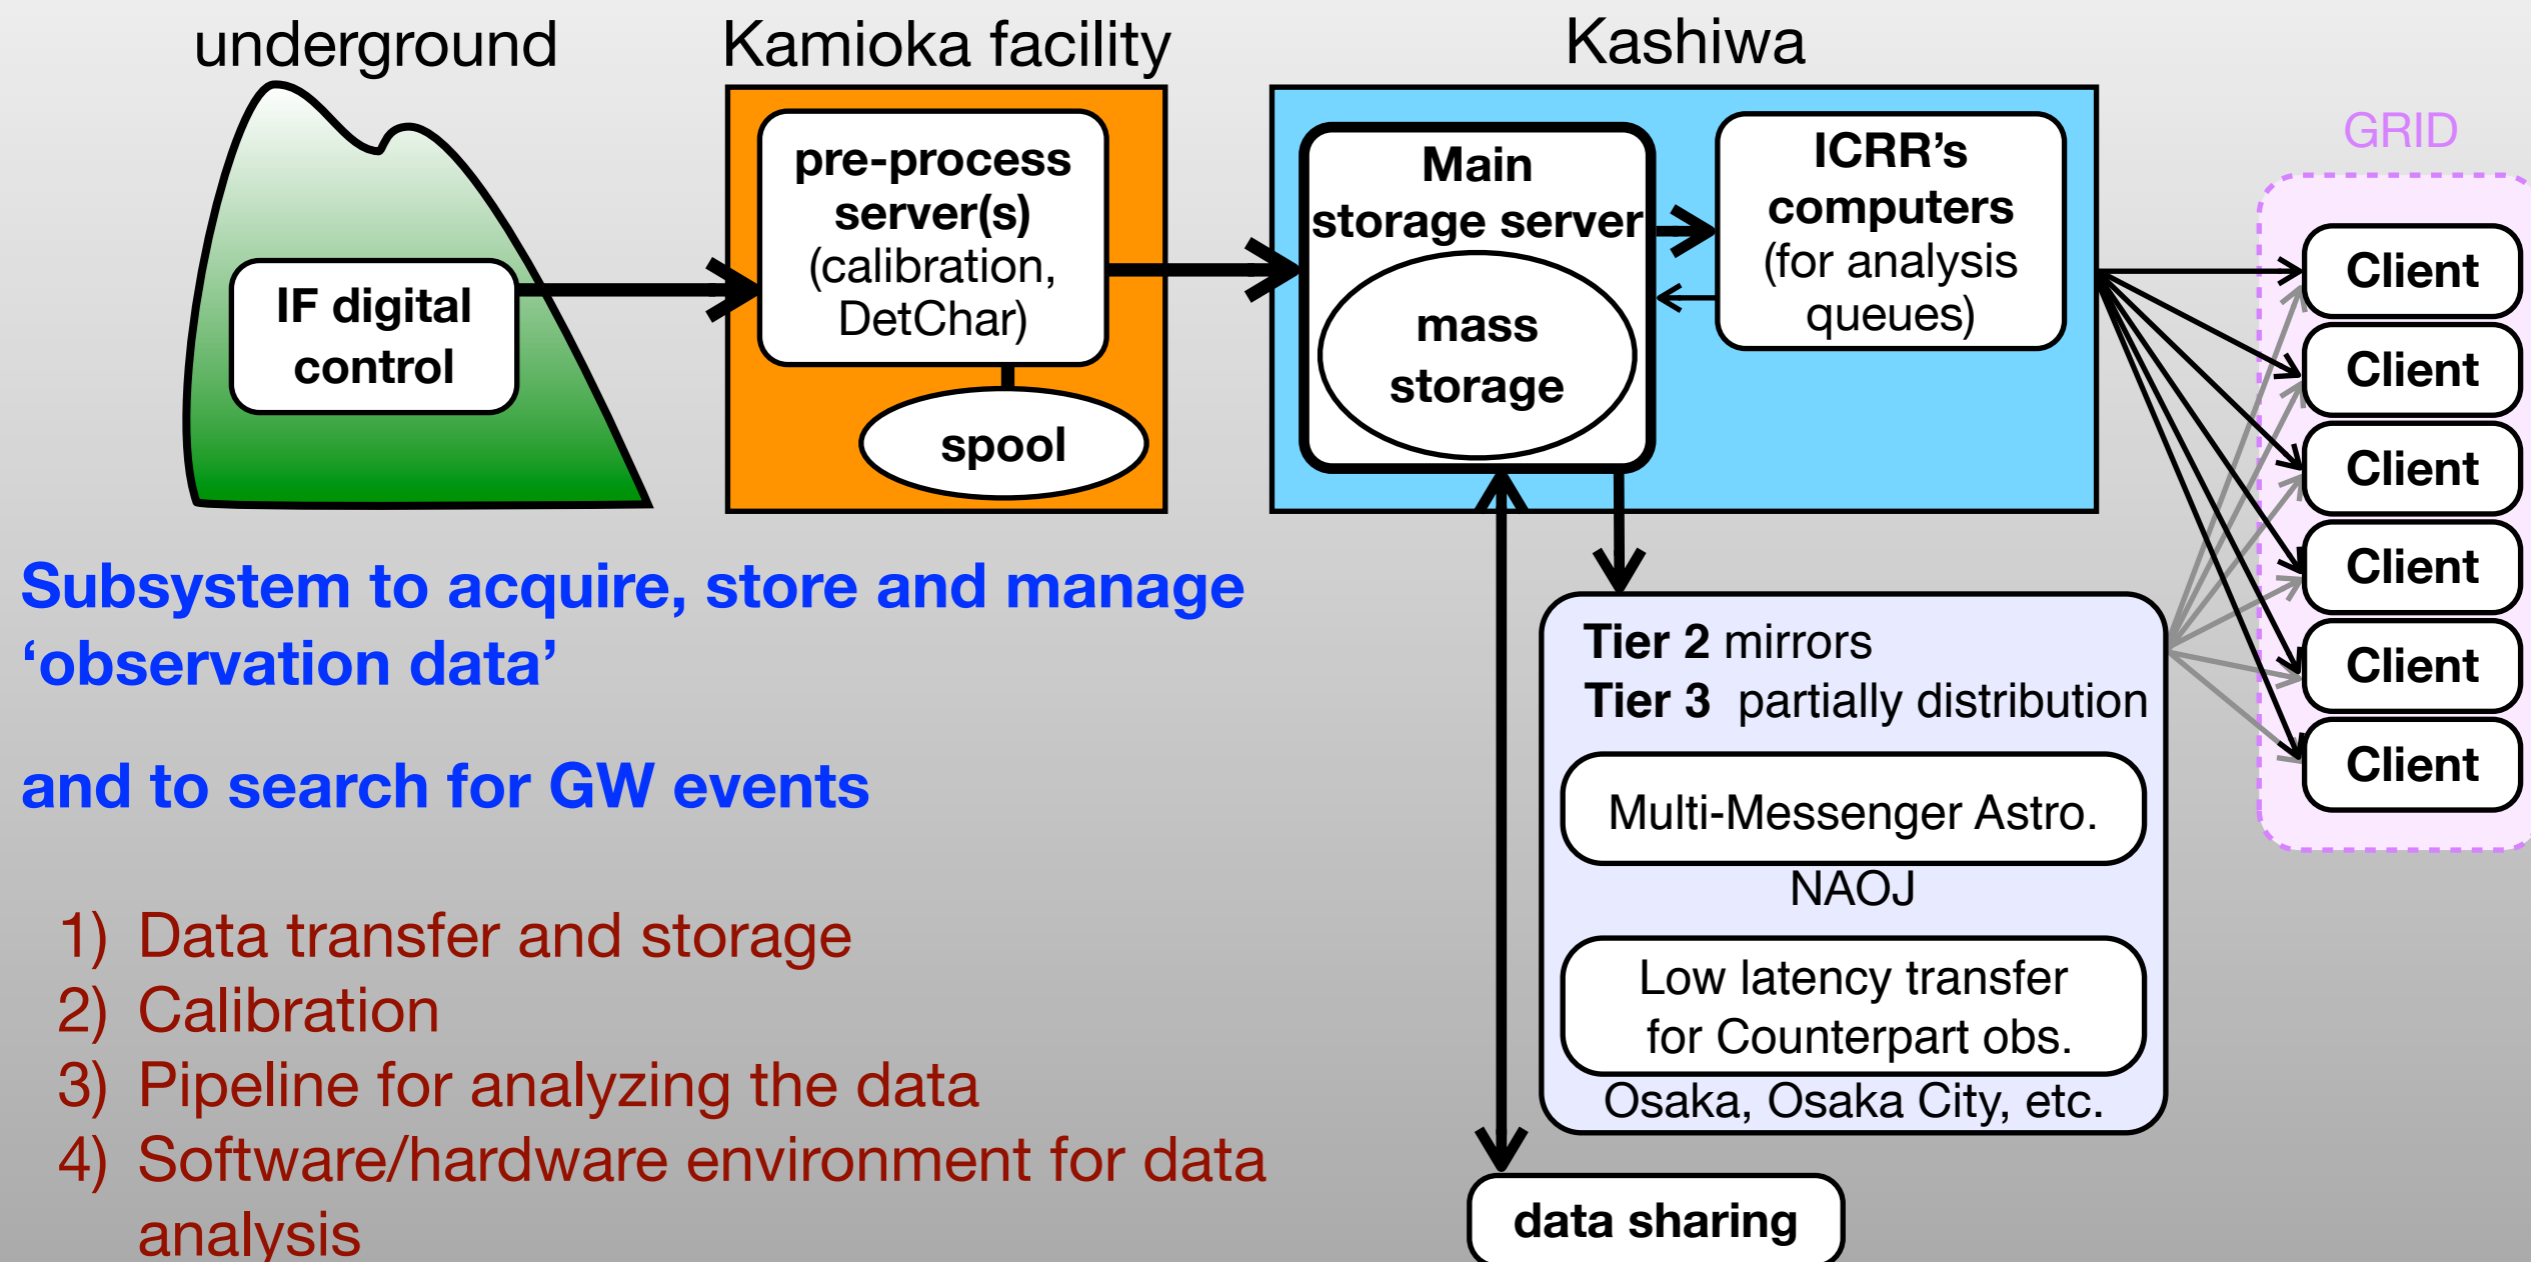 underground
Kamioka facility
Kashiwa
GRID
IF digital
control
pre-process
server(s)
(calibration,
DetChar)
spool
Main
storage server
mass
storage
ICRR's
computers
(for analysis
queues)
Client
Client
Client
Client
Client
Client
Subsystem to acquire, store and manage
‘observation data’
and to search for GW events
1) Data transfer and storage
2) Calibration
3) Pipeline for analyzing the data
4) Software/hardware environment for data
analysis
Tier 2 mirrors
Tier 3 partially distribution
Multi-Messenger Astro.
NAOJ
Low latency transfer
for Counterpart obs.
Osaka, Osaka City, etc.
data sharing